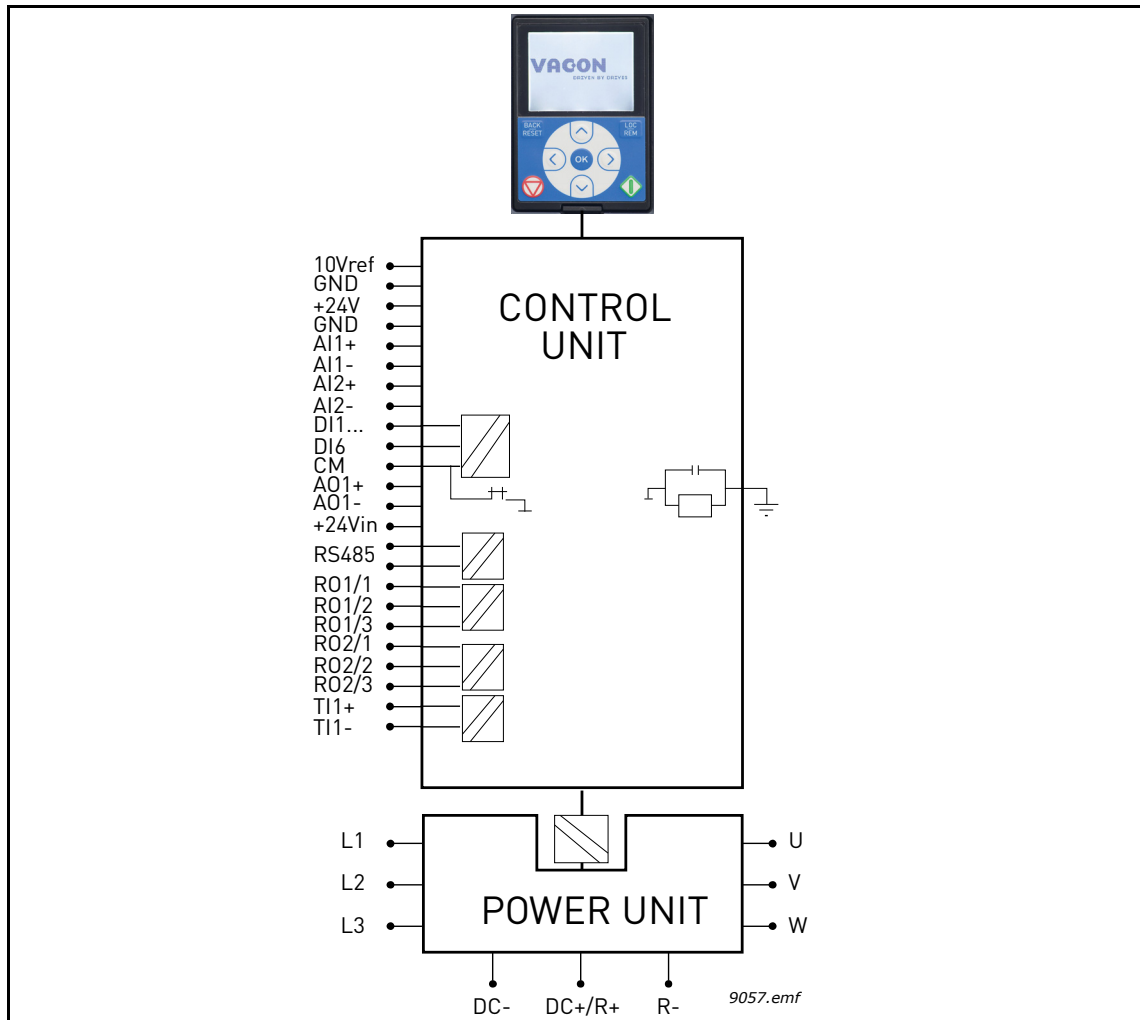 VACON
DRIVEN BY DRIVES
BACK
RESET
LOC
REM
OK
CONTROL
UNIT
10Vref
GND
+24V
GND
AI1+
AI1-
AI2+
AI2-
DI1...
DI6
CM
AO1+
AO1-
+24Vin
RS485
RO1/1
RO1/2
RO1/3
RO2/1
RO2/2
RO2/3
TI1+
TI1-
L1
L2
L3
POWER UNIT
U
V
W
DC-
DC+/R+
R-
9057.emf